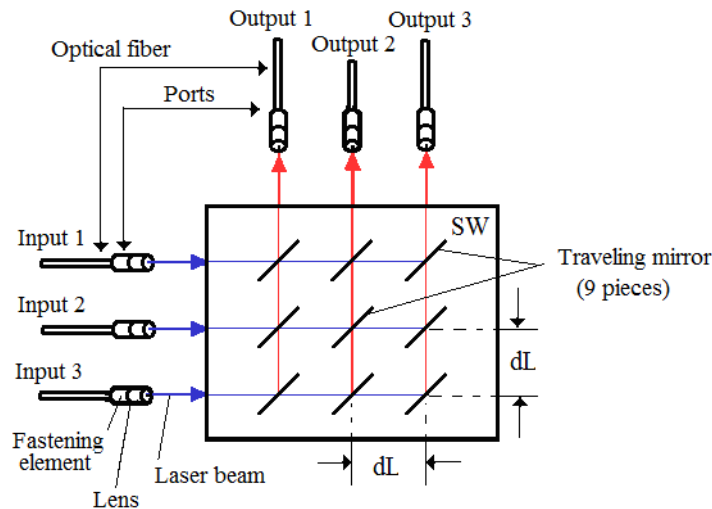 Output 1
Output 2
Output 3
Optical fiber
Ports
SW
Input 1
Traveling mirror
(9 pieces)
Input 2
dL
Input 3
Fastening
element
Laser beam
dL
Lens